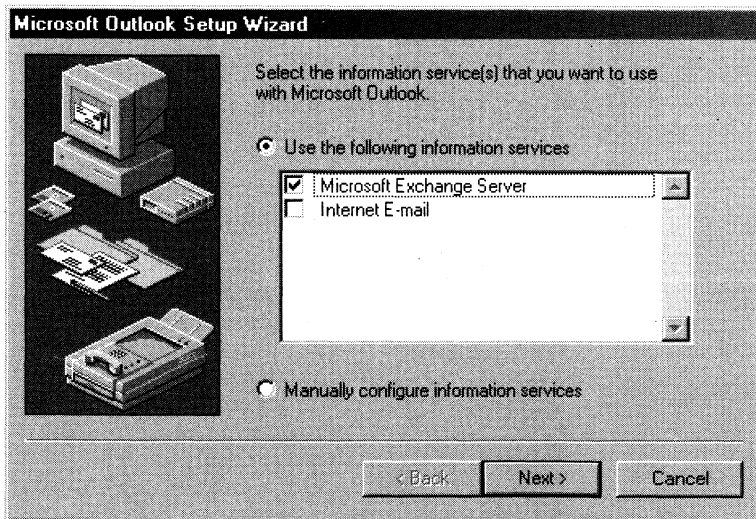 Microsoft Outlook Setup Wizard
Select the information service(s) that you want to use
with Microsoft Outlook.
Use the following information services
Microsoft Exchange Server
Internet E-mail
Manually configure information services
< Back
Next >
Cancel